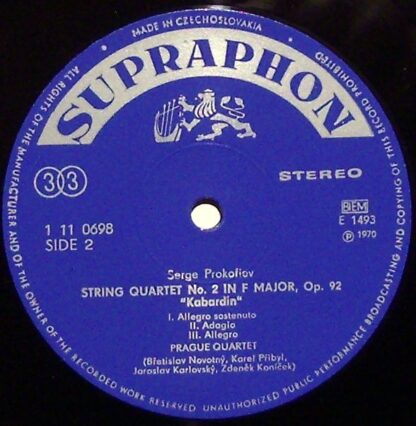 MADE IN CZECHOSLOVAKIA
ALL RIGHTS OF THE MANUFACTURER AND OF THE OWNER OF THE RECORDED WORK RESERVED UNAUTHORIZED PUBLIC PERFORMANCE BROADCASTING AND COPYING OF THIS RECORD PROHIBITED
SUPRAPHON
33
STEREO
1 11 0698
SIDE 2
BIEM
E 1493
Ⓟ 1970
Serge Prokofiov
STRING QUARTET No. 2 IN F MAJOR, Op. 92
"Kabardin"
I. Allegro sostenuto
II. Adagio
III. Allegro
PRAGUE QUARTET
(Břetislav Novotný, Karel Přibyl,
Jaroslav Karlovský, Zdeněk Koníček)